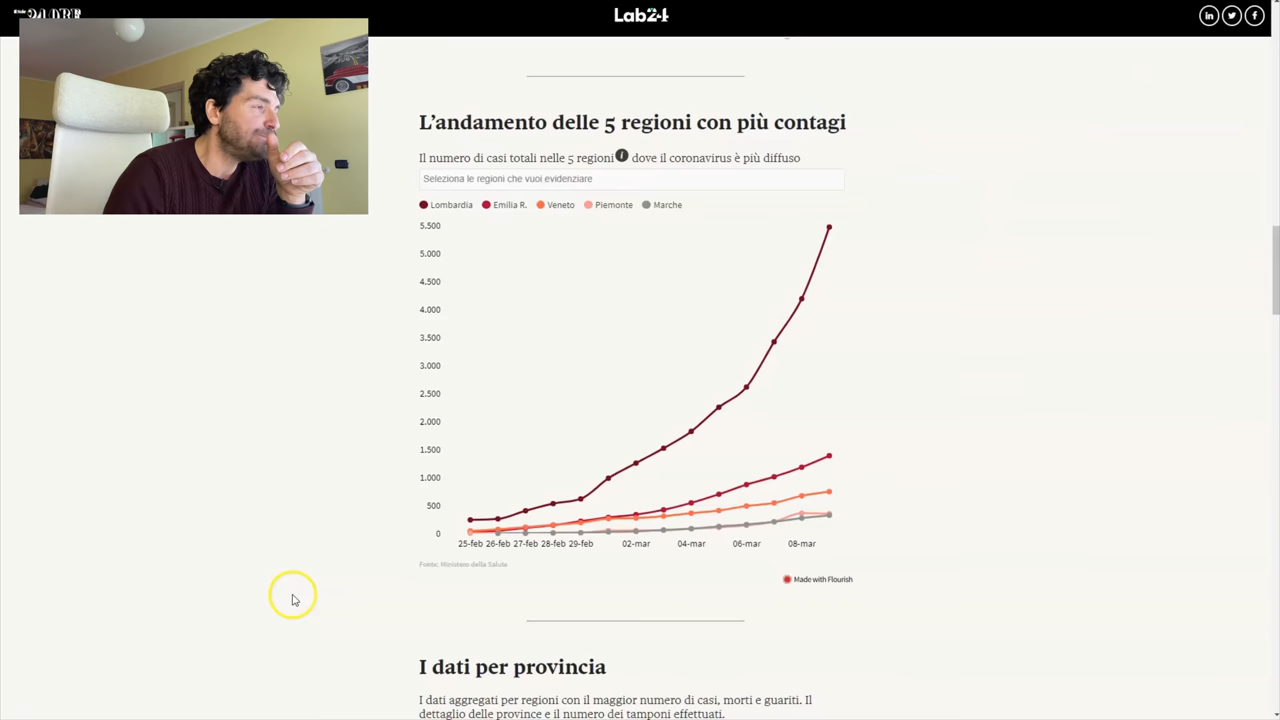 Il Sole
24 ORE
Lab24
L'andamento delle 5 regioni con più contagi
Il numero di casi totali nelle 5 regioni i dove il coronavirus è più diffuso
Seleziona le regioni che vuoi evidenziare
Lombardia Emilia R. Veneto Piemonte Marche
5.500
5.000
4.500
4.000
3.500
3.000
2.500
2.000
1.500
1.000
500
0
25-feb 26-feb 27-feb 28-feb 29-feb 02-mar 04-mar 06-mar 08-mar
Fonte: Ministero della Salute
Made with Flourish
I dati per provincia
I dati aggregati per regioni con il maggior numero di casi, morti e guariti. Il
dettaglio delle province e il numero dei tamponi effettuati.